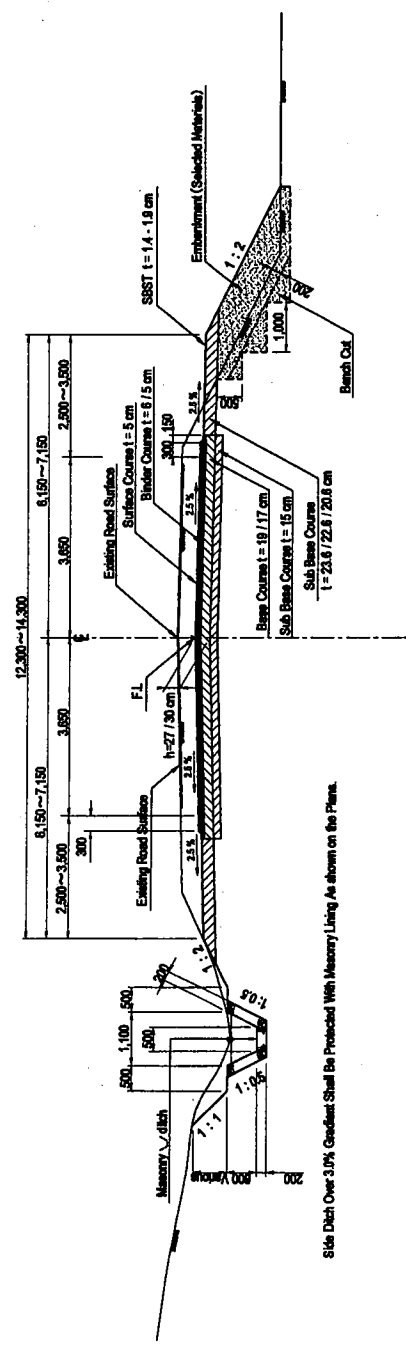 12,300～14,300
6,150～7,150
6,150～7,150
2,500～3,500
3,650
3,650
2,500～3,500
300
300
150
Existing Road Surface
Existing Road Surface
Surface Course t = 5 cm
Binder Course t = 6 / 5 cm
SBST t = 1.4 - 1.9 cm
Embankment (Selected Materials)
F.L
h=27 / 30 cm
2.5 %
2.5 %
2.5 %
2.5 %
1 : 2
1 : 2
200
500
1,100
500
500
Masonry ditch
1 : 1
1:0.5
1:0.5
Various
600
200
500
1,000
200
Bench Cut
Base Course t = 19 / 17 cm
Sub Base Course t = 15 cm
Sub Base Course
t = 23.6 / 22.6 / 20.6 cm
Side Ditch Over 3.0% Gradient Shall Be Protected With Masonry Lining As shown on the Plans.